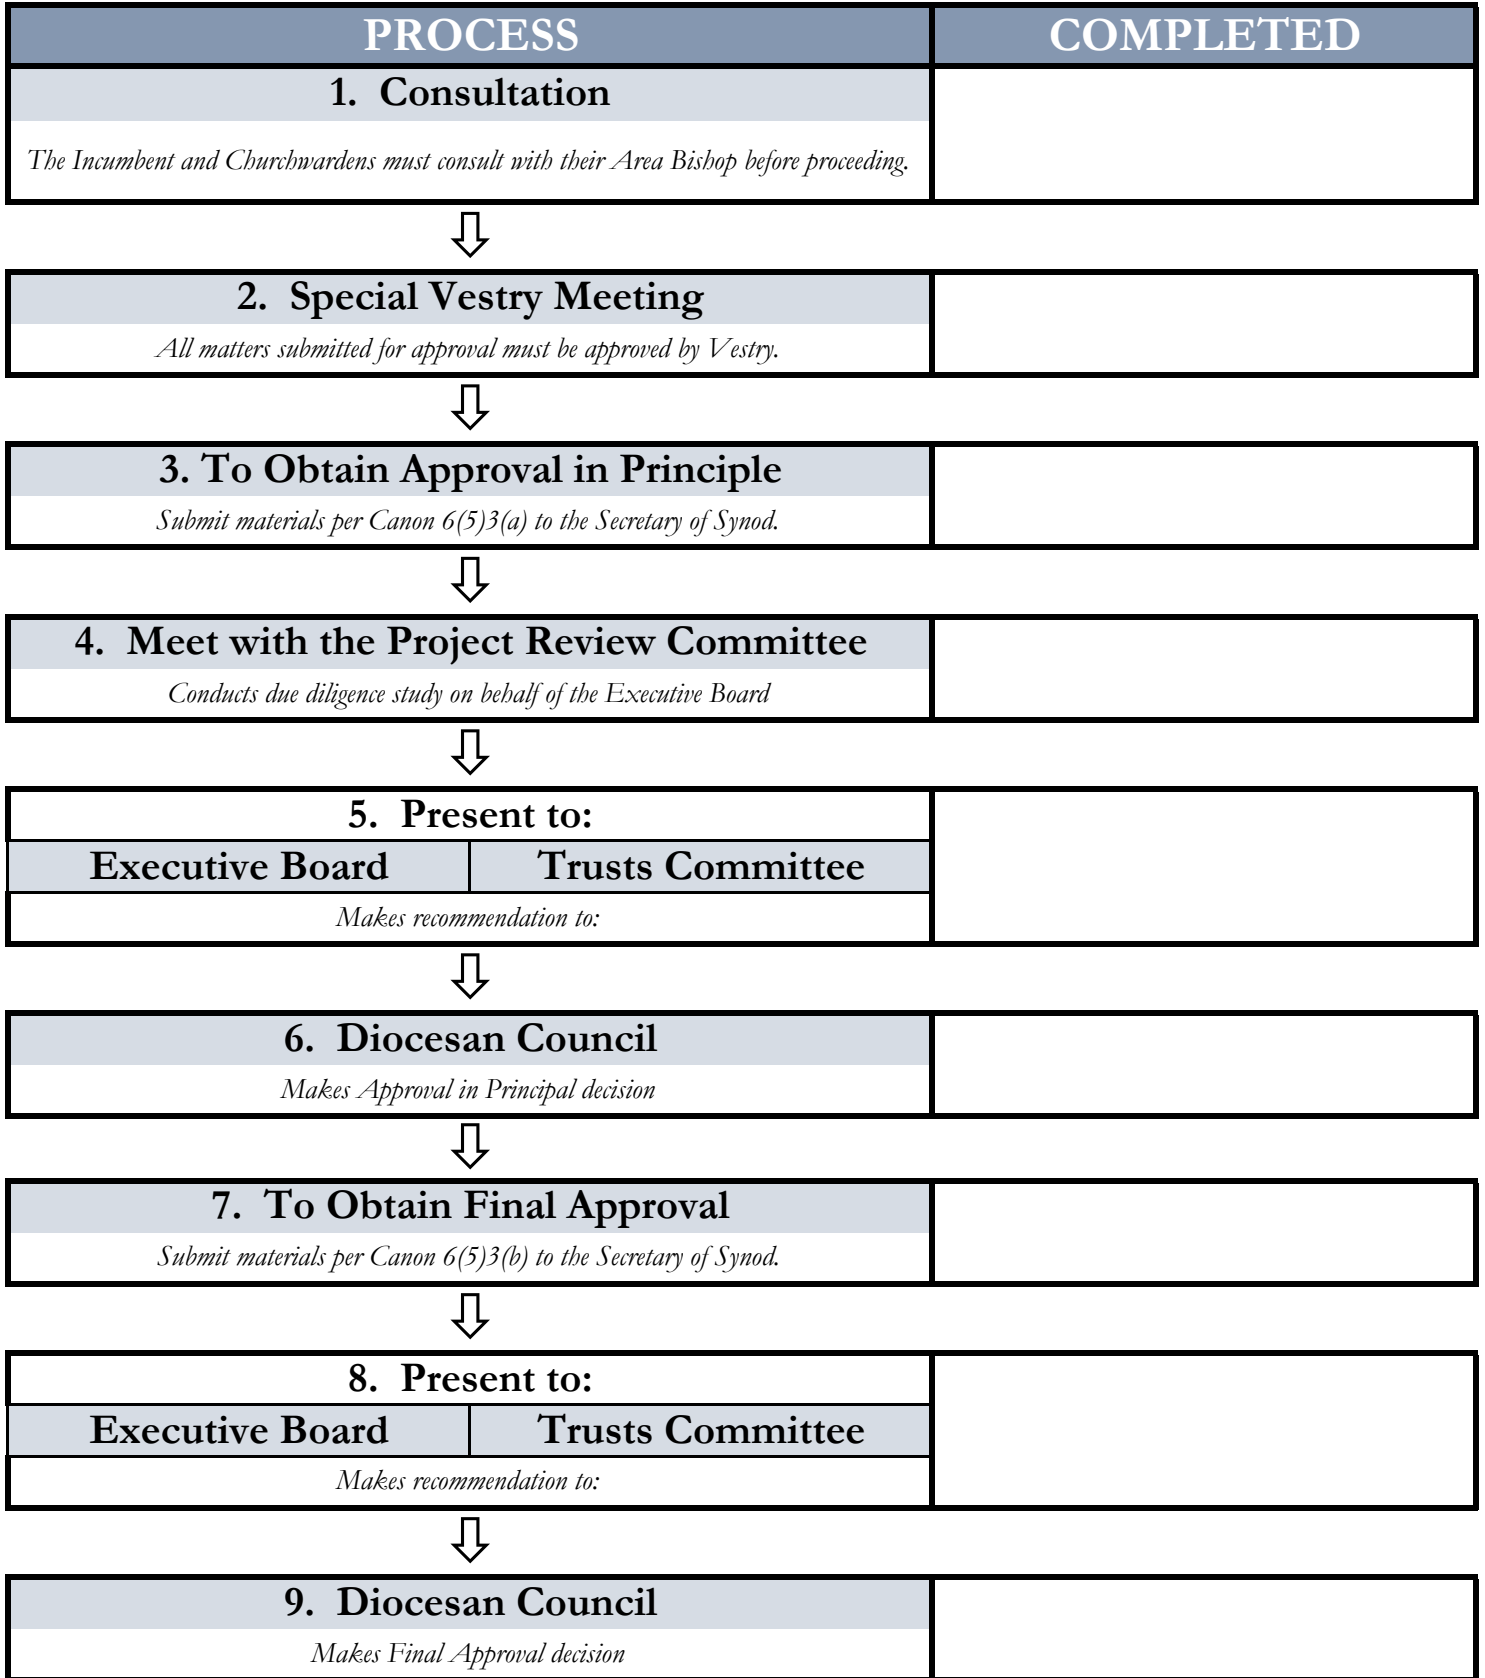 PROCESS COMPLETED
1. Consultation
The Incumbent and Churchwardens must consult with their Area Bishop before proceeding.
2. Special Vestry Meeting
All matters submitted for approval must be approved by Vestry.
3. To Obtain Approval in Principle
Submit materials per Canon 6(5)3(a) to the Secretary of Synod.
4. Meet with the Project Review Committee
Conducts due diligence study on behalf of the Executive Board
5. Present to:
Executive Board Trusts Committee
Makes recommendation to:
6. Diocesan Council
Makes Approval in Principal decision
7. To Obtain Final Approval
Submit materials per Canon 6(5)3(b) to the Secretary of Synod.
8. Present to:
Executive Board Trusts Committee
Makes recommendation to:
9. Diocesan Council
Makes Final Approval decision